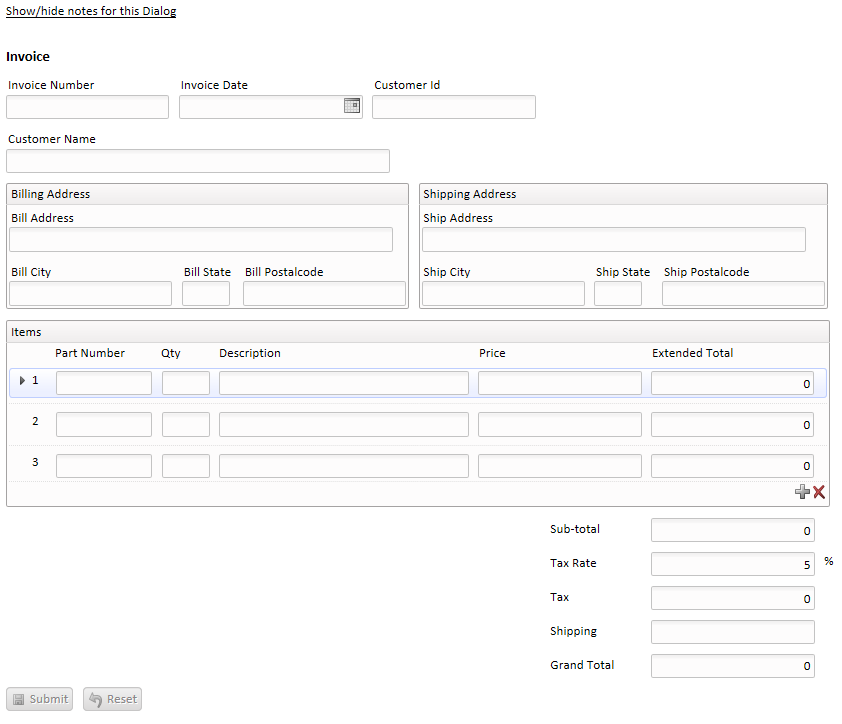 Show/hide notes for this Dialog
Invoice
Invoice Number Invoice Date Customer Id
Customer Name
Billing Address Shipping Address
Bill Address Ship Address
Bill City Bill State Bill Postalcode Ship City Ship State Ship Postalcode
Items
Part Number Qty Description Price Extended Total
1 0
2 0
3 0
Sub-total 0
Tax Rate 5 %
Tax 0
Shipping
Grand Total 0
Submit Reset